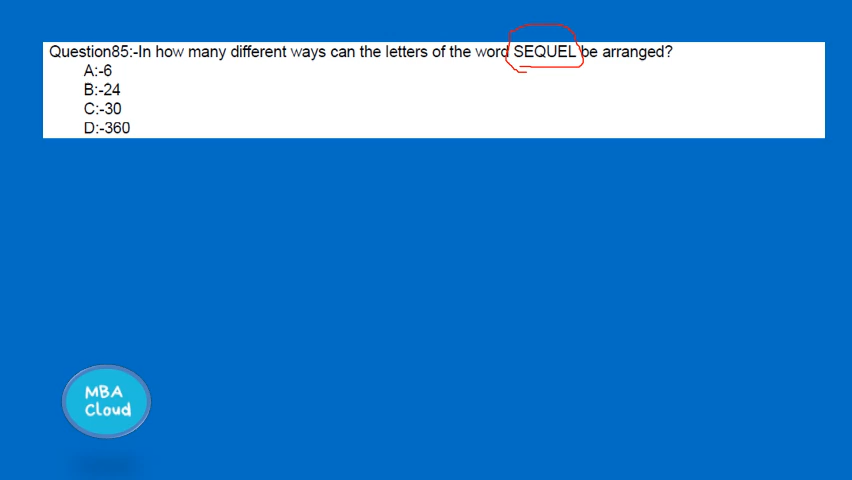 Question85:-In how many different ways can the letters of the word SEQUEL be arranged?
A:-6
B:-24
C:-30
D:-360
MBA
Cloud